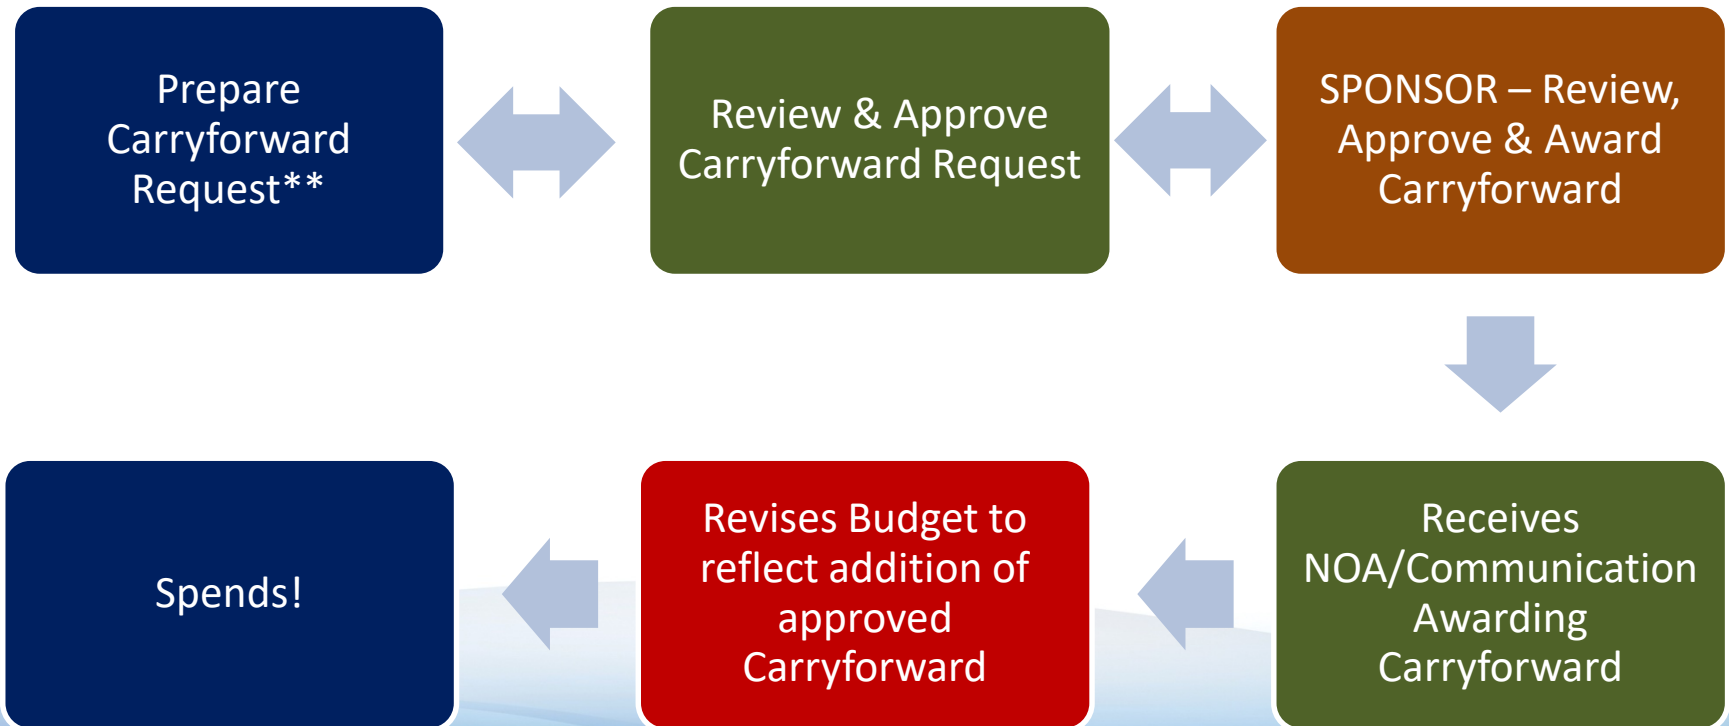 Prepare
Carryforward
Request**
Review & Approve
Carryforward Request
SPONSOR – Review,
Approve & Award
Carryforward
Spends!
Revises Budget to
reflect addition of
approved
Carryforward
Receives
NOA/Communication
Awarding
Carryforward